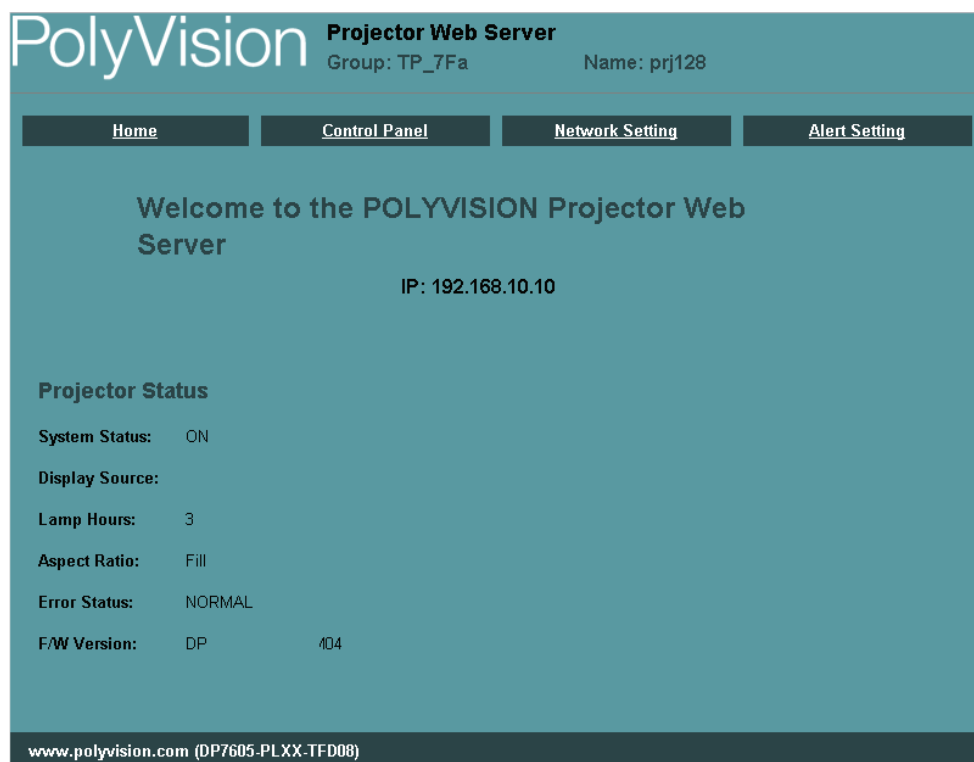 PolyVision
Projector Web Server
Group: TP_7Fa Name: prj128
Home Control Panel Network Setting Alert Setting
Welcome to the POLYVISION Projector Web
Server
IP: 192.168.10.10
Projector Status
System Status: ON
Display Source:
Lamp Hours: 3
Aspect Ratio: Fill
Error Status: NORMAL
F/W Version: DP 404
www.polyvision.com (DP7605-PLXX-TFD08)